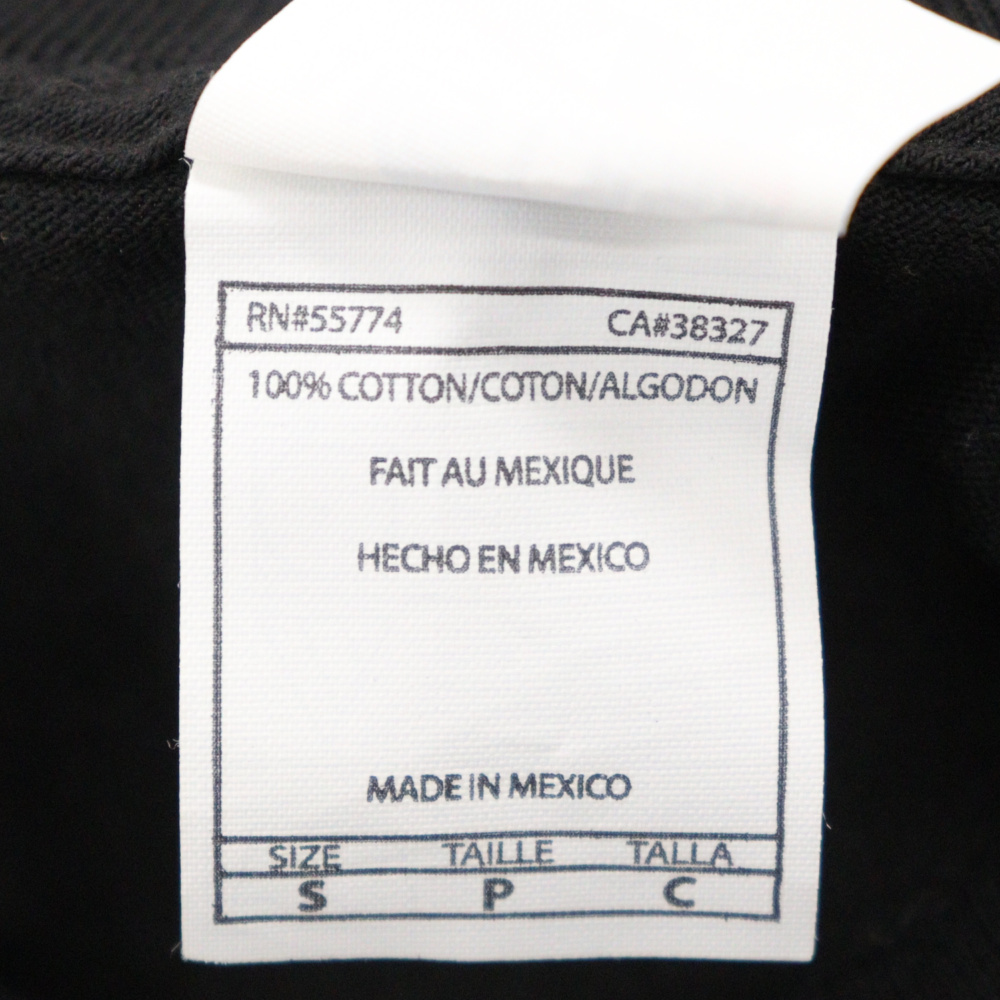 RN#55774 CA#38327
100% COTTON/COTON/ALGODON
FAIT AU MEXIQUE
HECHO EN MEXICO
MADE IN MEXICO
SIZE TAILLE TALLA
S P C